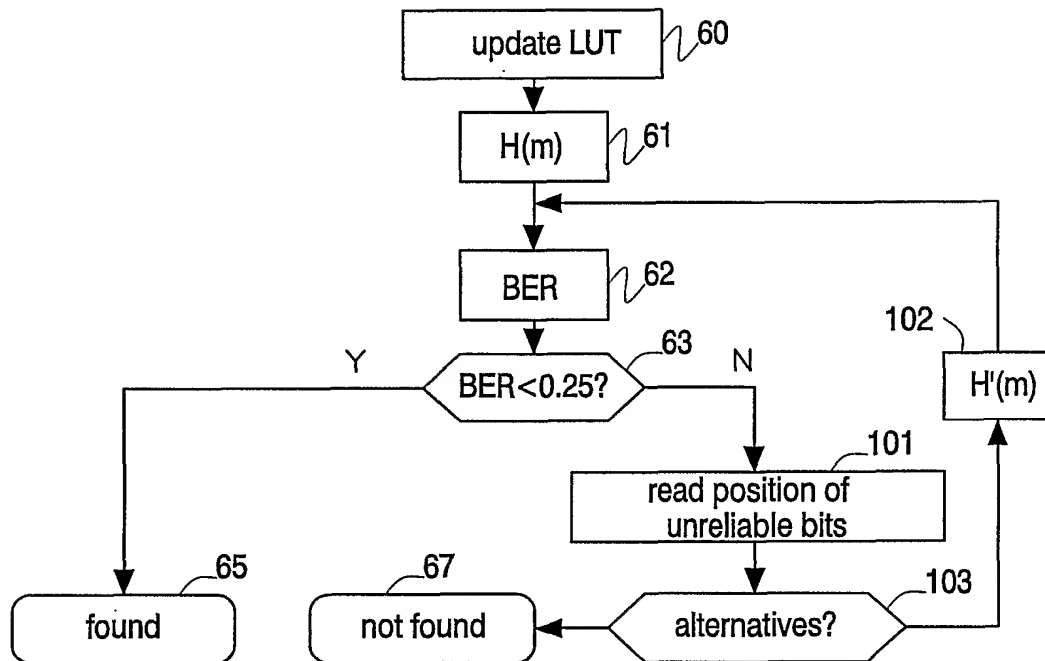 update LUT
60
H(m)
61
BER
62
102
63
Y
BER<0.25?
N
H'(m)
101
read position of
unreliable bits
65
67
103
found
not found
alternatives?